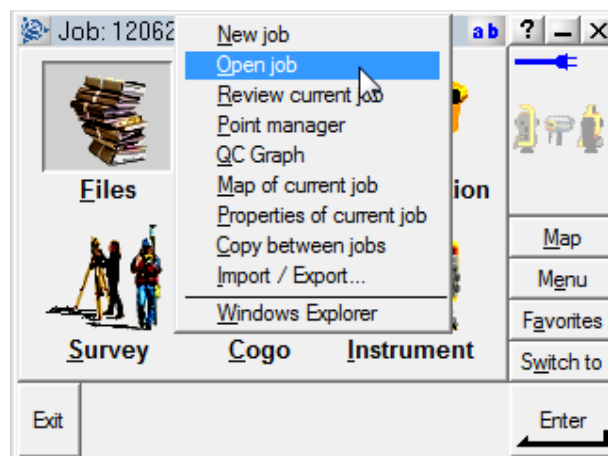 Job: 12062
ab
?
New job
Open job
Review current job
Point manager
QC Graph
Map of current job
Properties of current job
Copy between jobs
Import / Export...
Windows Explorer
Files
ion
Survey
Cogo
Instrument
Map
Menu
Favorites
Switch to
Exit
Enter